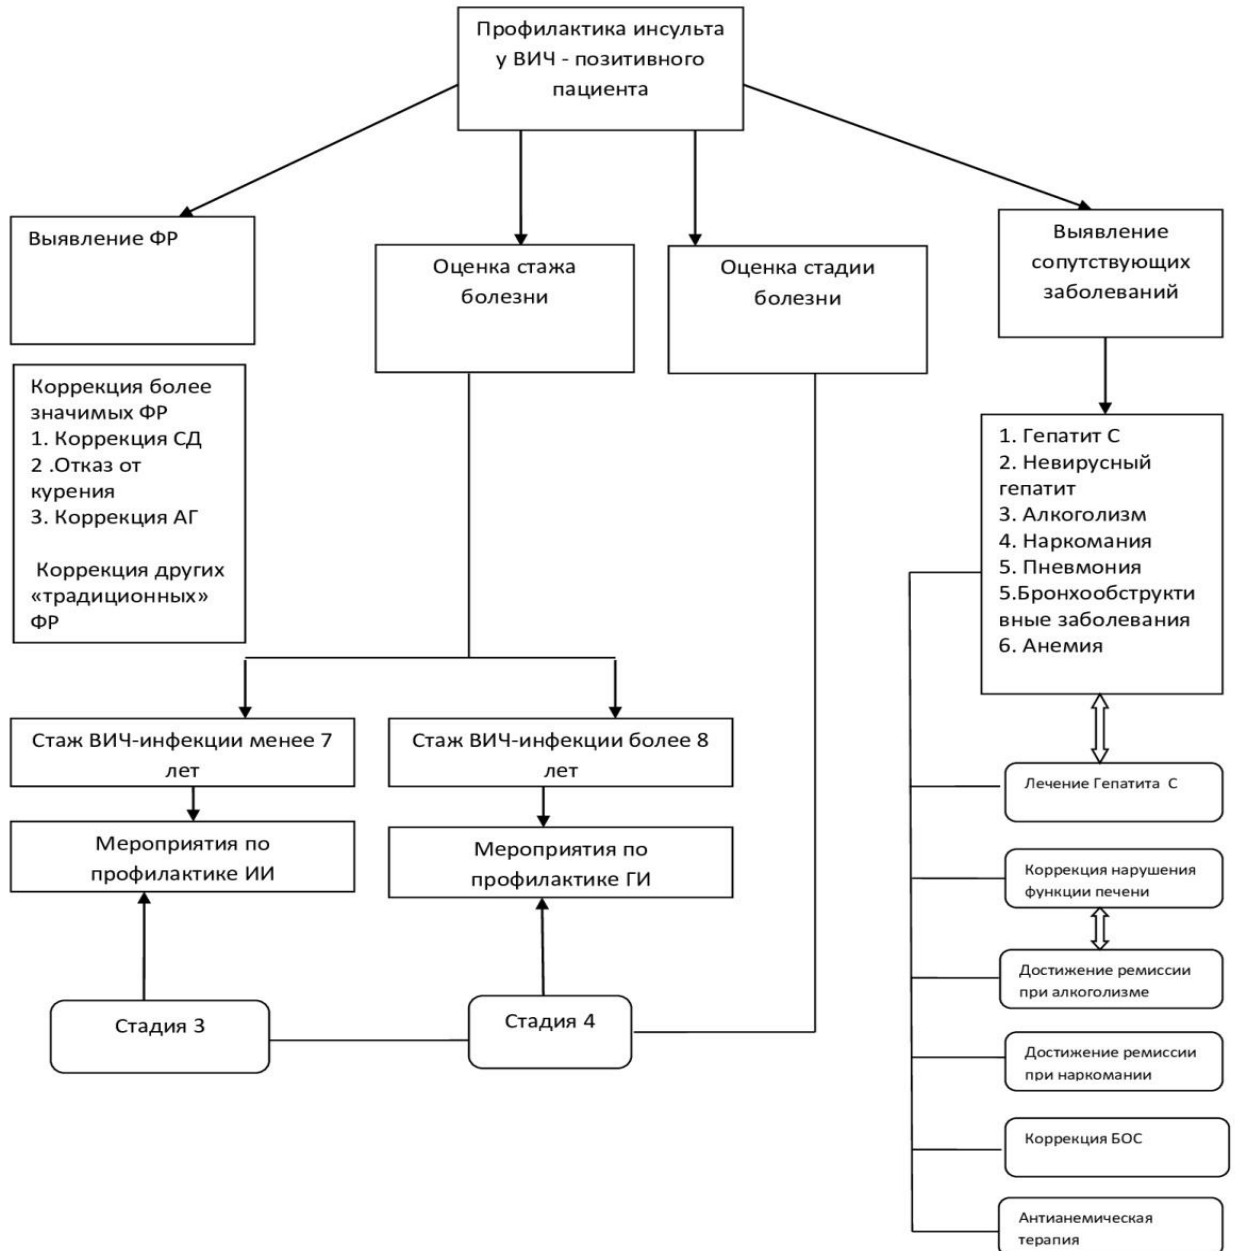 Профилактика инсульта
у ВИЧ - позитивного
пациента
Выявление ФР
Оценка стажа
болезни
Оценка стадии
болезни
Выявление
сопутствующих
заболеваний
Коррекция более
значимых ФР
1. Коррекция СД
2 .Отказ от
курения
3. Коррекция АГ
Коррекция других
«традиционных»
ФР
1. Гепатит С
2. Невирусный
гепатит
3. Алкоголизм
4. Наркомания
5. Пневмония
5.Бронхообструкти
вные заболевания
6. Анемия
Стаж ВИЧ-инфекции менее 7
лет
Стаж ВИЧ-инфекции более 8
лет
Мероприятия по
профилактике ИИ
Мероприятия по
профилактике ГИ
Стадия 3
Стадия 4
Лечение Гепатита С
Коррекция нарушения
функции печени
Достижение ремиссии
при алкоголизме
Достижение ремиссии
при наркомании
Коррекция БОС
Антианемическая
терапия